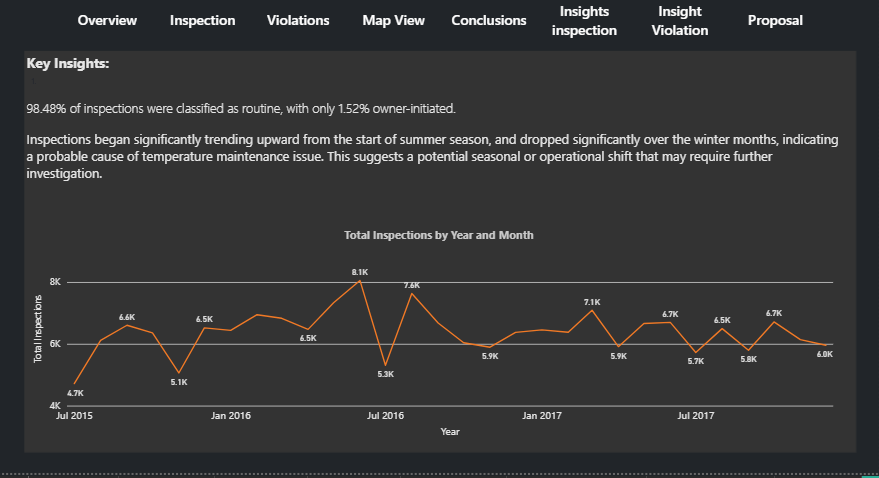 Overview Inspection Violations Map View Conclusions Insights inspection Insight Violation Proposal
Key Insights:
98.48% of inspections were classified as routine, with only 1.52% owner-initiated.
Inspections began significantly trending upward from the start of summer season, and dropped significantly over the winter months, indicating
a probable cause of temperature maintenance issue. This suggests a potential seasonal or operational shift that may require further
investigation.
Total Inspections by Year and Month
8K
6K
4K
Total Inspections
4.7K
6.6K
5.1K
6.5K
6.5K
8.1K
5.3K
7.6K
5.9K
7.1K
5.9K
6.7K
5.7K
6.5K
5.8K
6.7K
6.0K
Jul 2015 Jan 2016 Jul 2016 Jan 2017 Jul 2017
Year